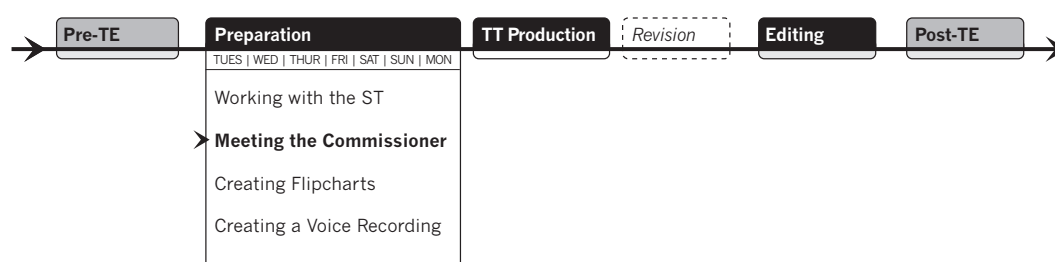 Pre-TE
Preparation
TT Production
Revision
Editing
Post-TE
TUES | WED | THUR | FRI | SAT | SUN | MON
Working with the ST
Meeting the Commissioner
Creating Flipcharts
Creating a Voice Recording